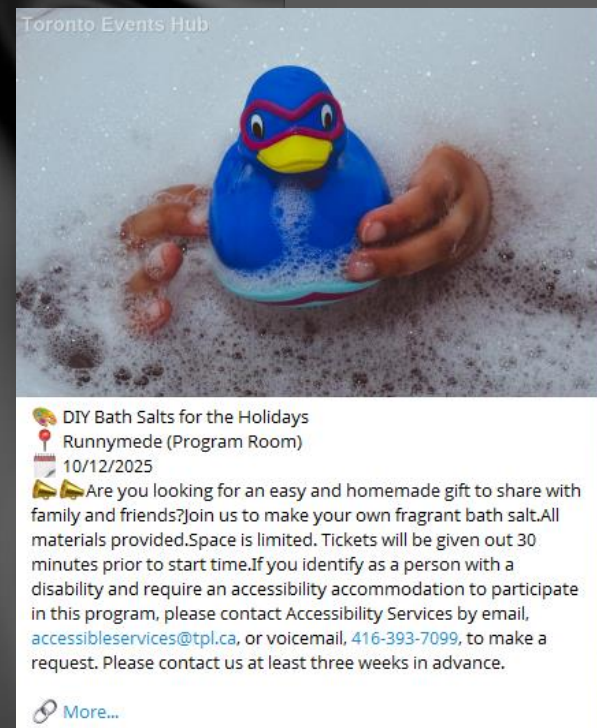 Toronto Events Hub
🎨 DIY Bath Salts for the Holidays
📍 Runnymede (Program Room)
🗓 10/12/2025
📣📣Are you looking for an easy and homemade gift to share with
family and friends?Join us to make your own fragrant bath salt.All
materials provided.Space is limited. Tickets will be given out 30
minutes prior to start time.If you identify as a person with a
disability and require an accessibility accommodation to participate
in this program, please contact Accessibility Services by email,
accessibleservices@tpl.ca, or voicemail, 416-393-7099, to make a
request. Please contact us at least three weeks in advance.
🔗 More...